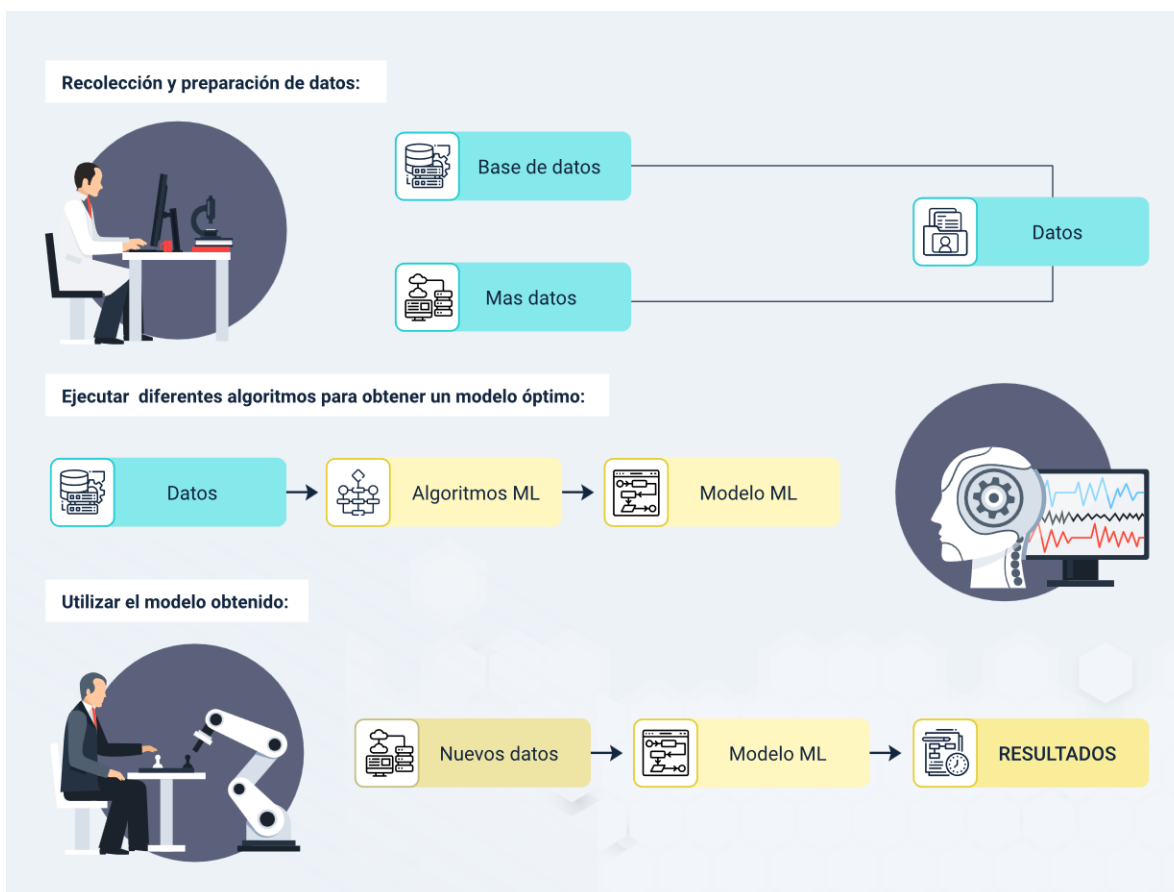 Recolección y preparación de datos:
Base de datos
Datos
Mas datos
Ejecutar diferentes algoritmos para obtener un modelo óptimo:
Datos
Algoritmos ML
Modelo ML
Utilizar el modelo obtenido:
Nuevos datos
Modelo ML
RESULTADOS